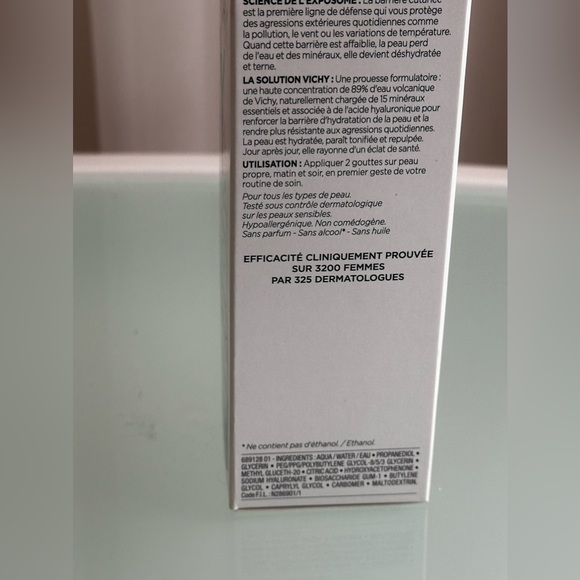 SCIENCE DE L'EXPOSOME : La barrière cutanée
est la première ligne de défense qui vous protège
des agressions extérieures quotidiennes comme
la pollution, le vent ou les variations de température.
Quand cette barrière est affaiblie, la peau perd
de l'eau et des minéraux, elle devient déshydratée
et terne.
LA SOLUTION VICHY : Une prouesse formulatoire :
une haute concentration de 89% d'eau volcanique
de Vichy, naturellement chargée de 15 minéraux
essentiels et associée à de l'acide hyaluronique pour
renforcer la barrière d'hydratation de la peau et la
rendre plus résistante aux agressions quotidiennes.
La peau est hydratée, paraît tonifiée et repulpée.
Jour après jour, elle rayonne d'un éclat de santé.
UTILISATION : Appliquer 2 gouttes sur peau
propre, matin et soir, en premier geste de votre
routine de soin.
Pour tous les types de peau.
Testé sous contrôle dermatologique
sur les peaux sensibles.
Hypoallergénique. Non comédogène.
Sans parfum - Sans alcool* - Sans huile
EFFICACITÉ CLINIQUEMENT PROUVÉE
SUR 3200 FEMMES
PAR 325 DERMATOLOGUES
* Ne contient pas d'éthanol. / Ethanol.
689128 01 - INGREDIENTS : AQUA / WATER / EAU • PROPANEDIOL •
GLYCERIN • PEG/PPG/POLYBUTYLENE GLYCOL-8/5/3 GLYCERIN •
METHYL GLUCETH-20 • CITRIC ACID • HYDROXYACETOPHENONE •
SODIUM HYALURONATE • BIOSACCHARIDE GUM-1 • BUTYLENE
GLYCOL • CAPRYLYL GLYCOL • CARBOMER • MALTODEXTRIN.
Code F.I.L. : N286901/1